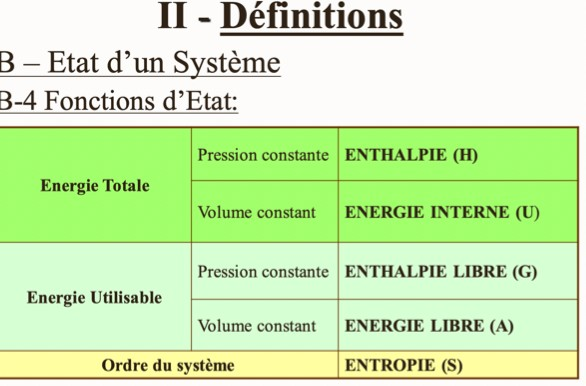 II - Définitions
B – Etat d’un Système
B-4 Fonctions d’Etat:
Energie Totale
Pression constante ENTHALPIE (H)
Volume constant ENERGIE INTERNE (U)
Energie Utilisable
Pression constante ENTHALPIE LIBRE (G)
Volume constant ENERGIE LIBRE (A)
Ordre du système ENTROPIE (S)